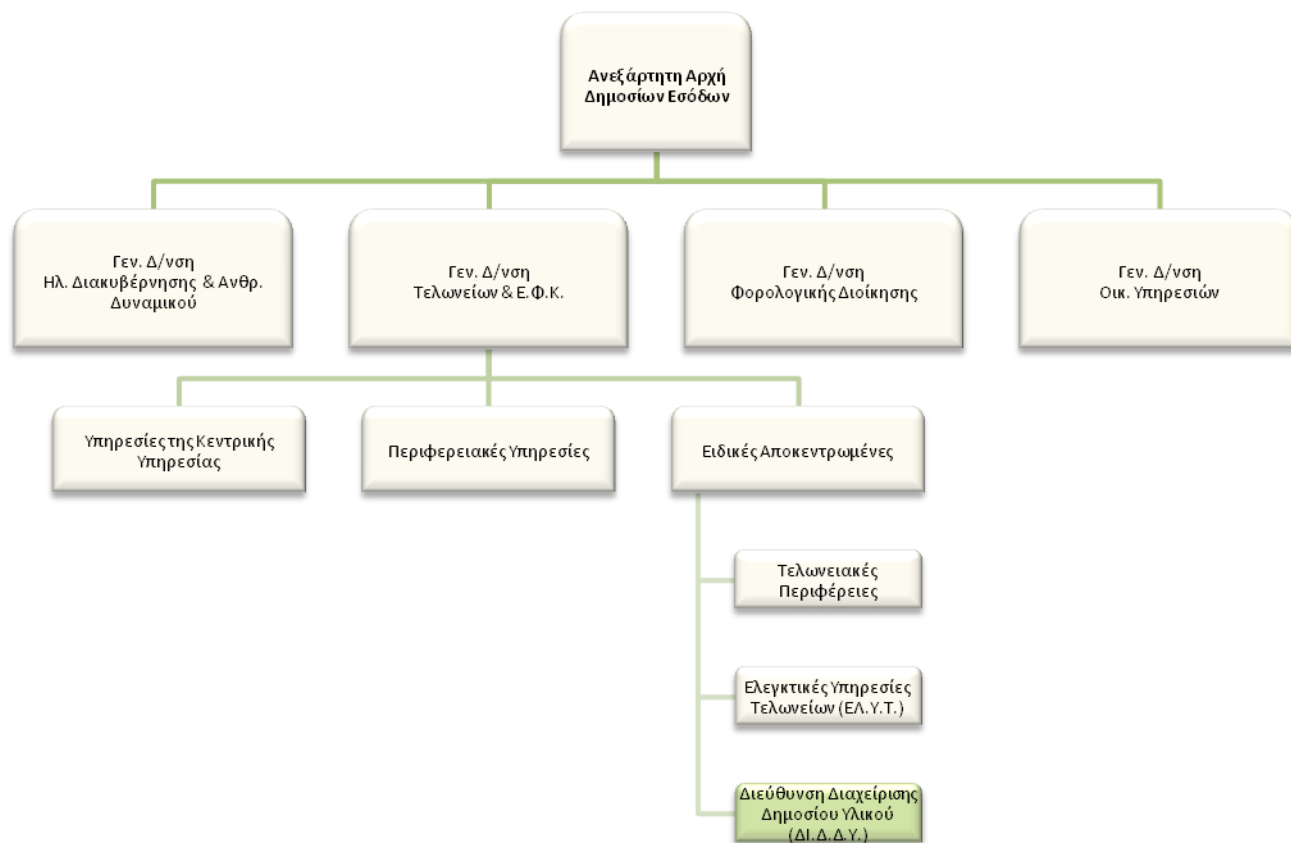 Ανεξάρτητη Αρχή
Δημοσίων Εσόδων
Γεν. Δ/νση
Ηλ. Διακυβέρνησης & Ανθρ.
Δυναμικού
Γεν. Δ/νση
Τελωνείων & Ε.Φ.Κ.
Γεν. Δ/νση
Φορολογικής Διοίκησης
Γεν. Δ/νση
Οικ. Υπηρεσιών
Υπηρεσίες της Κεντρικής
Υπηρεσίας
Περιφερειακές Υπηρεσίες
Ειδικές Αποκεντρωμένες
Τελωνειακές
Περιφέρειες
Ελεγκτικές Υπηρεσίες
Τελωνείων (ΕΛ.Υ.Τ.)
Διεύθυνση Διαχείρισης
Δημοσίου Υλικού
(ΔΙ.Δ.Δ.Υ.)